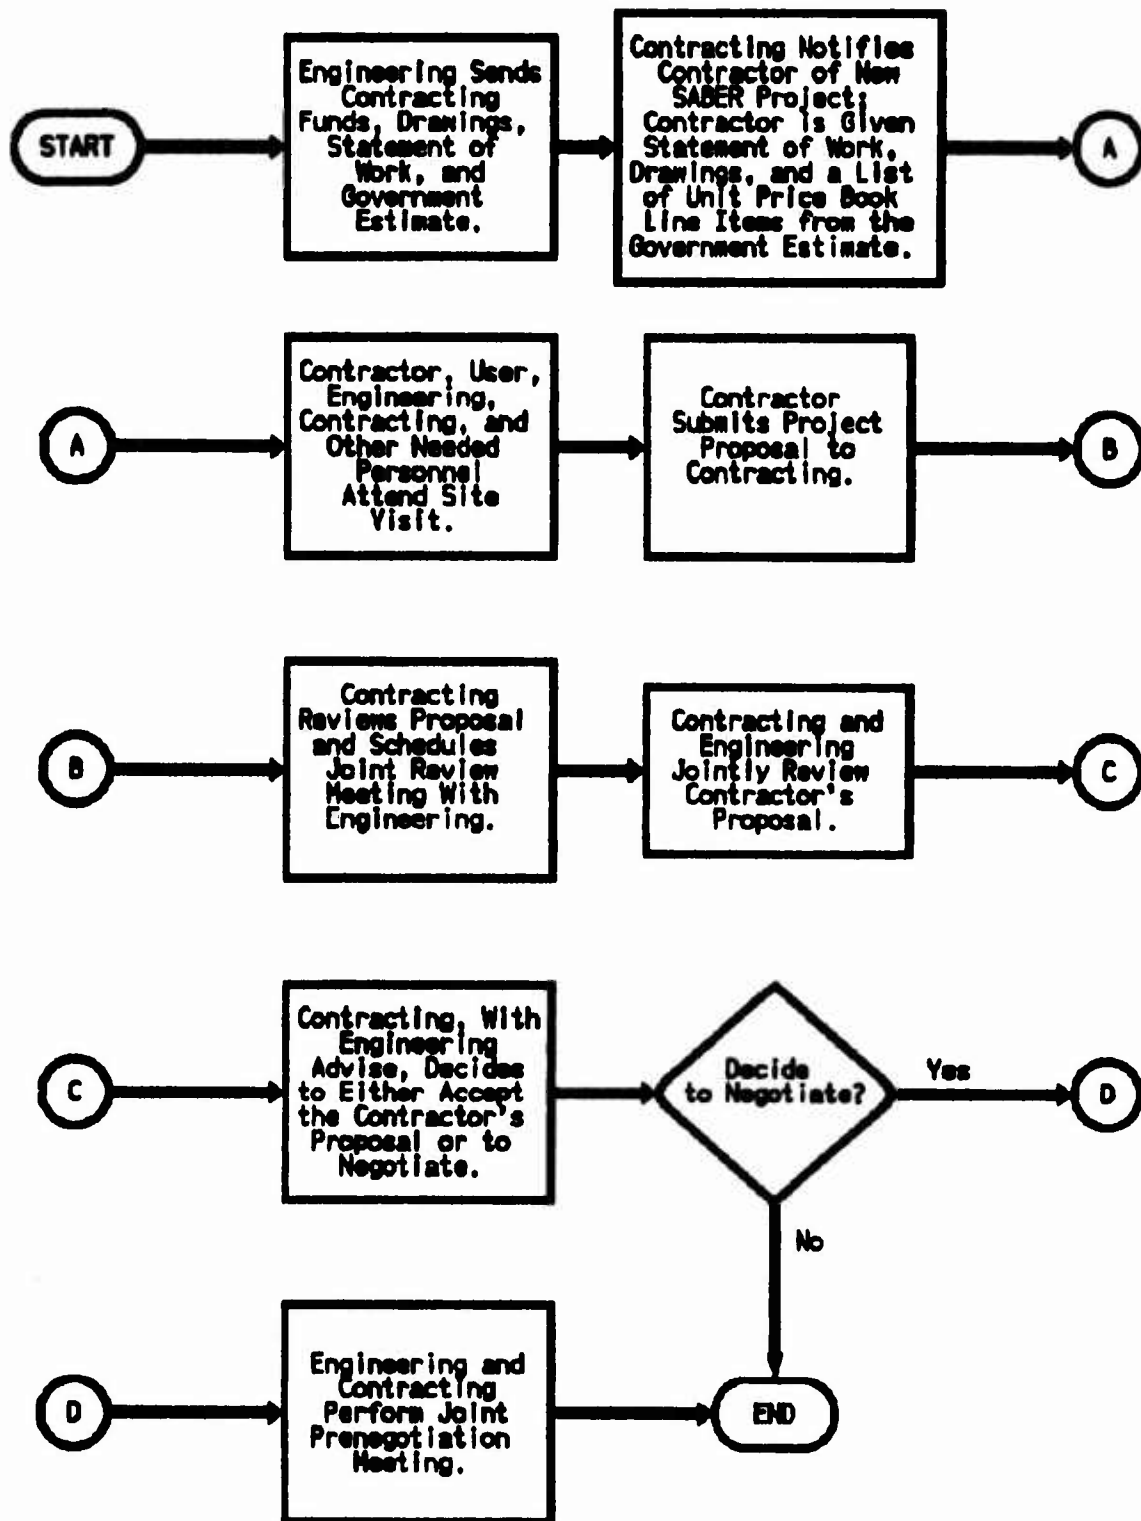 START
Engineering Sends
Contracting
Funds, Drawings,
Statement of
Work, and
Government
Estimate.
Contracting Notifies
Contractor of New
SABER Project;
Contractor is Given
Statement of Work,
Drawings, and a List
of Unit Price Book
Line Items from the
Government Estimate.
A
A
Contractor, User,
Engineering,
Contracting, and
Other Needed
Personnel
Attend Site
Visit.
Contractor
Submits Project
Proposal to
Contracting.
B
B
Contracting
Reviews Proposal
and Schedules
Joint Review
Meeting With
Engineering.
Contracting and
Engineering
Jointly Review
Contractor's
Proposal.
C
C
Contracting, With
Engineering
Advise, Decides
to Either Accept
the Contractor's
Proposal or to
Negotiate.
Decide
to Negotiate?
Yes
D
No
D
Engineering and
Contracting
Perform Joint
Prenegotiation
Meeting.
END